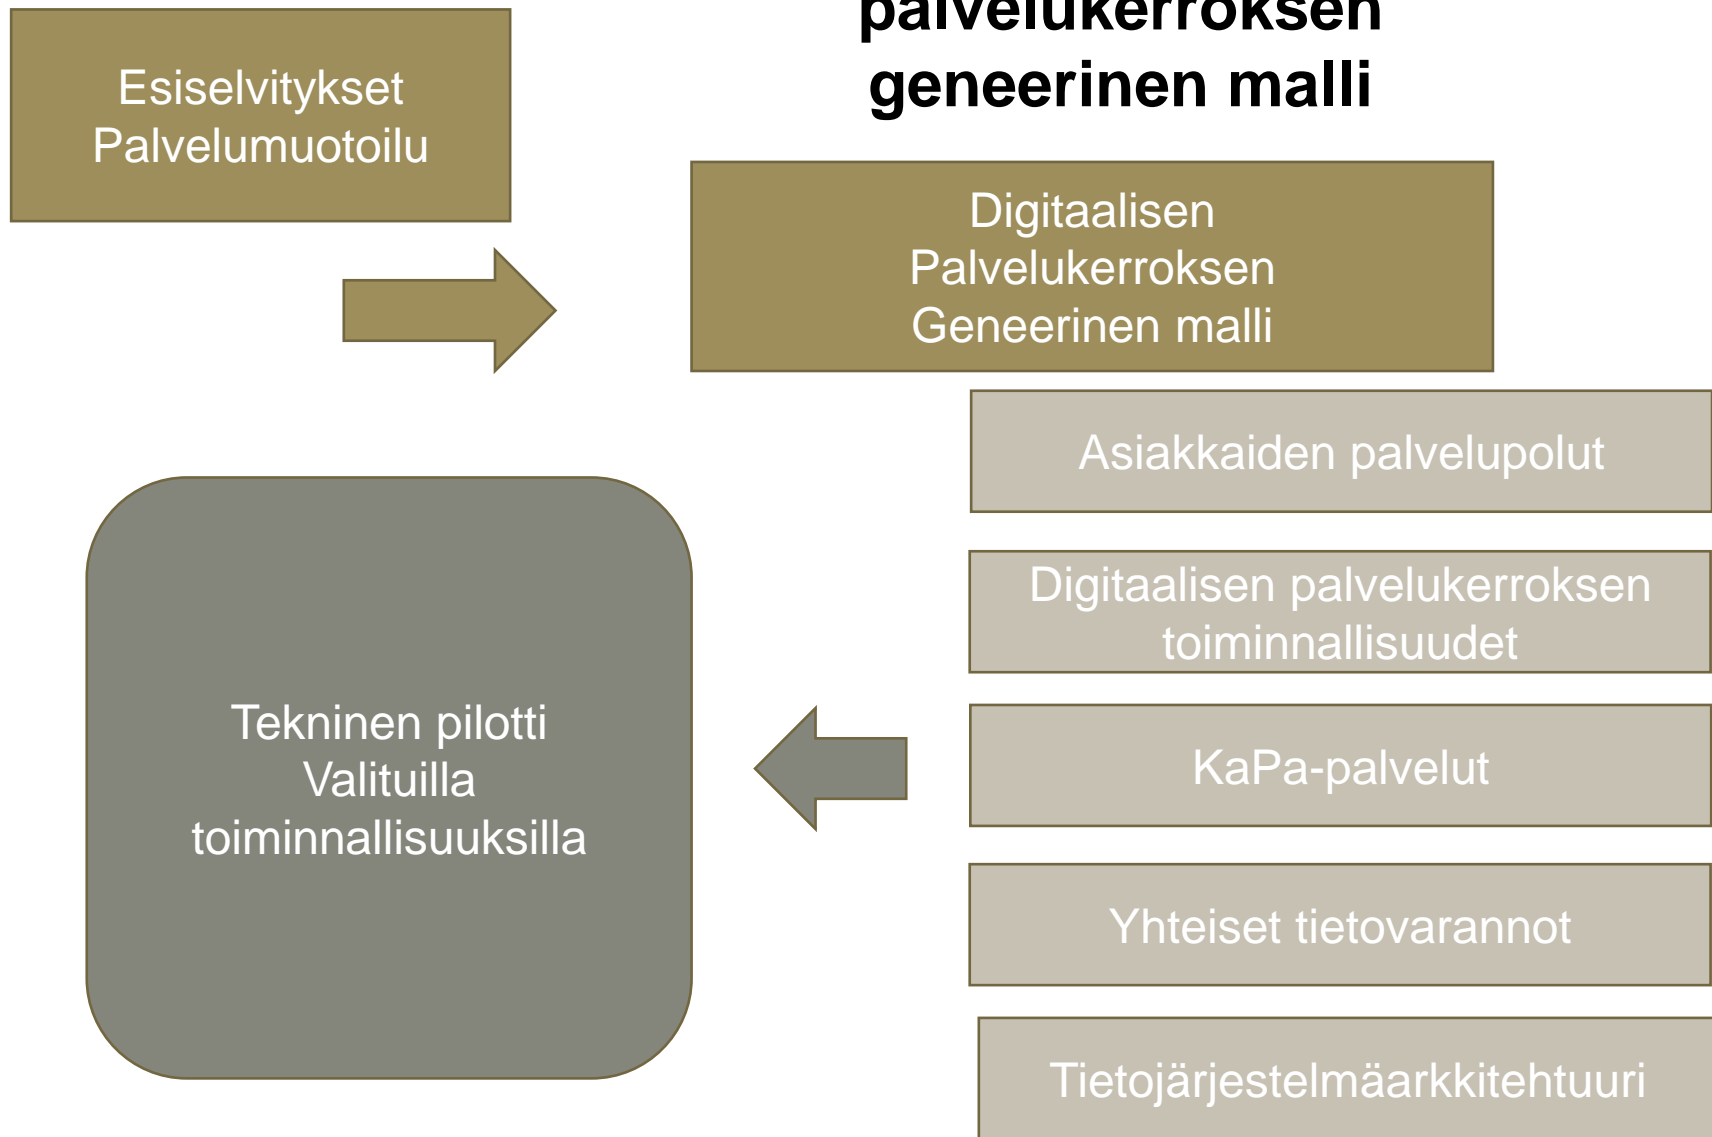 palvelukerroksen
geneerinen malli
Esiselvitykset
Palvelumuotoilu
Digitaalisen
Palvelukerroksen
Geneerinen malli
Asiakkaiden palvelupolut
Digitaalisen palvelukerroksen
toiminnallisuudet
KaPa-palvelut
Yhteiset tietovarannot
Tietojärjestelmäarkkitehtuuri
Tekninen pilotti
Valituilla
toiminnallisuuksilla